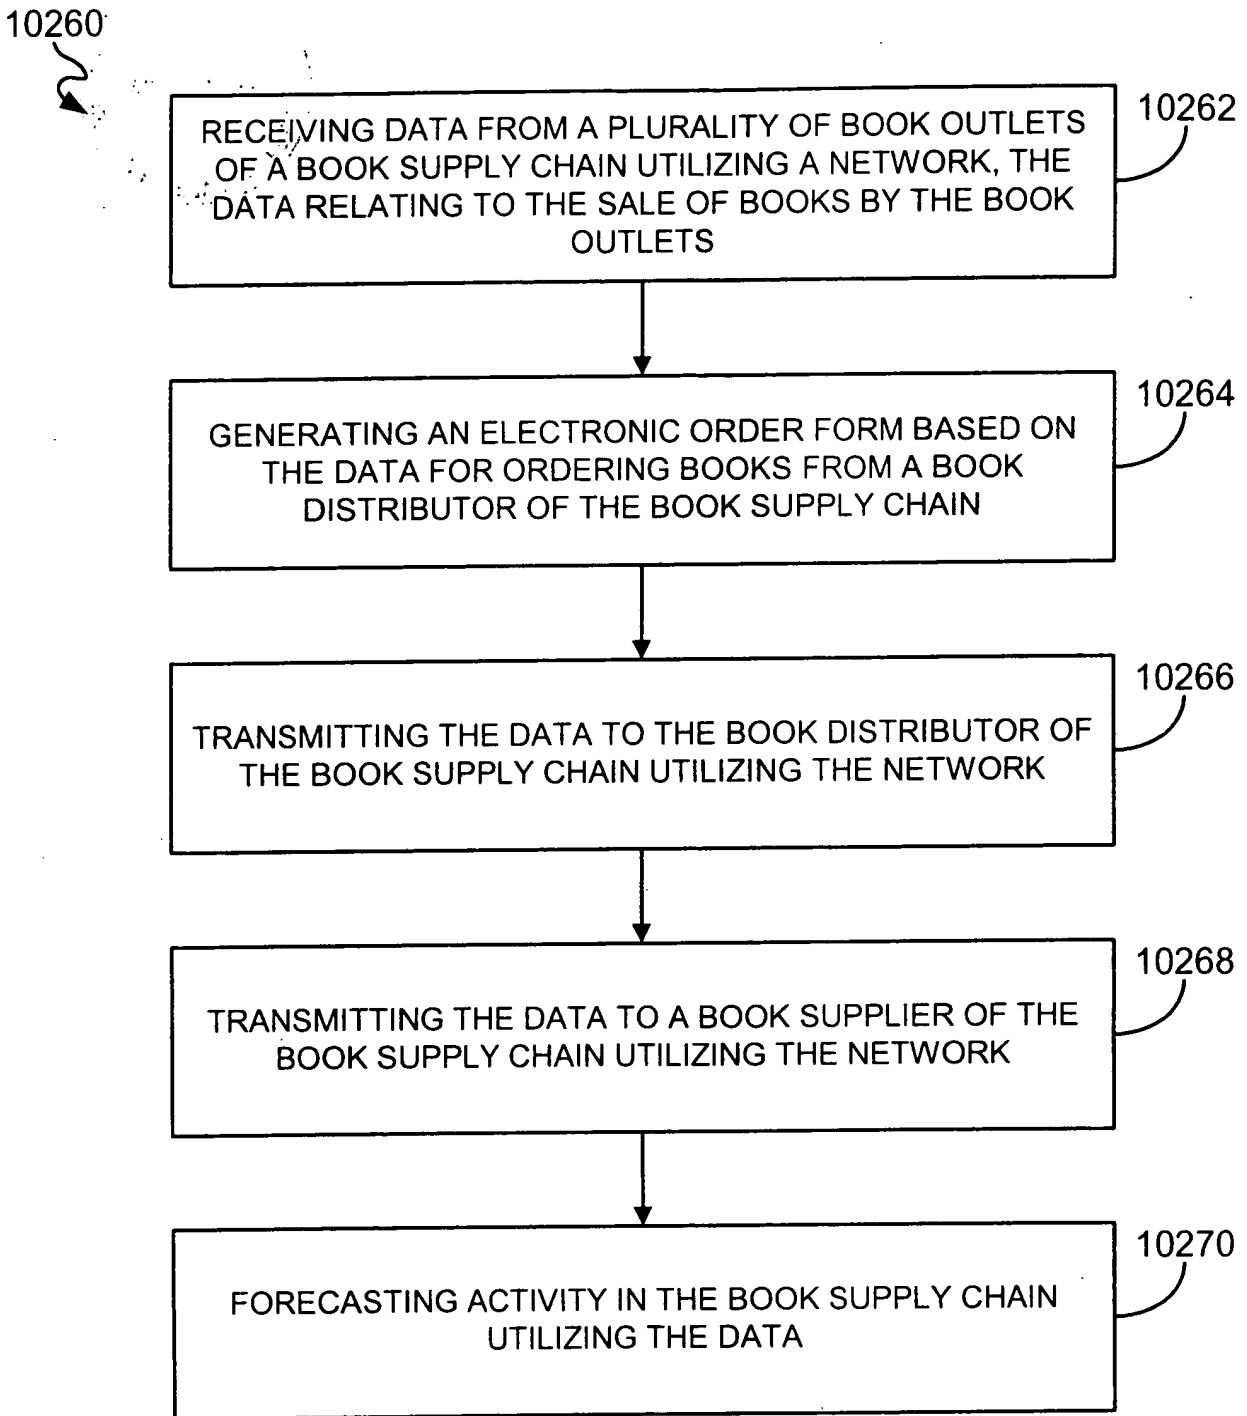 10260
RECEIVING DATA FROM A PLURALITY OF BOOK OUTLETS
OF A BOOK SUPPLY CHAIN UTILIZING A NETWORK, THE
DATA RELATING TO THE SALE OF BOOKS BY THE BOOK
OUTLETS
10262
GENERATING AN ELECTRONIC ORDER FORM BASED ON
THE DATA FOR ORDERING BOOKS FROM A BOOK
DISTRIBUTOR OF THE BOOK SUPPLY CHAIN
10264
TRANSMITTING THE DATA TO THE BOOK DISTRIBUTOR OF
THE BOOK SUPPLY CHAIN UTILIZING THE NETWORK
10266
TRANSMITTING THE DATA TO A BOOK SUPPLIER OF THE
BOOK SUPPLY CHAIN UTILIZING THE NETWORK
10268
FORECASTING ACTIVITY IN THE BOOK SUPPLY CHAIN
UTILIZING THE DATA
10270